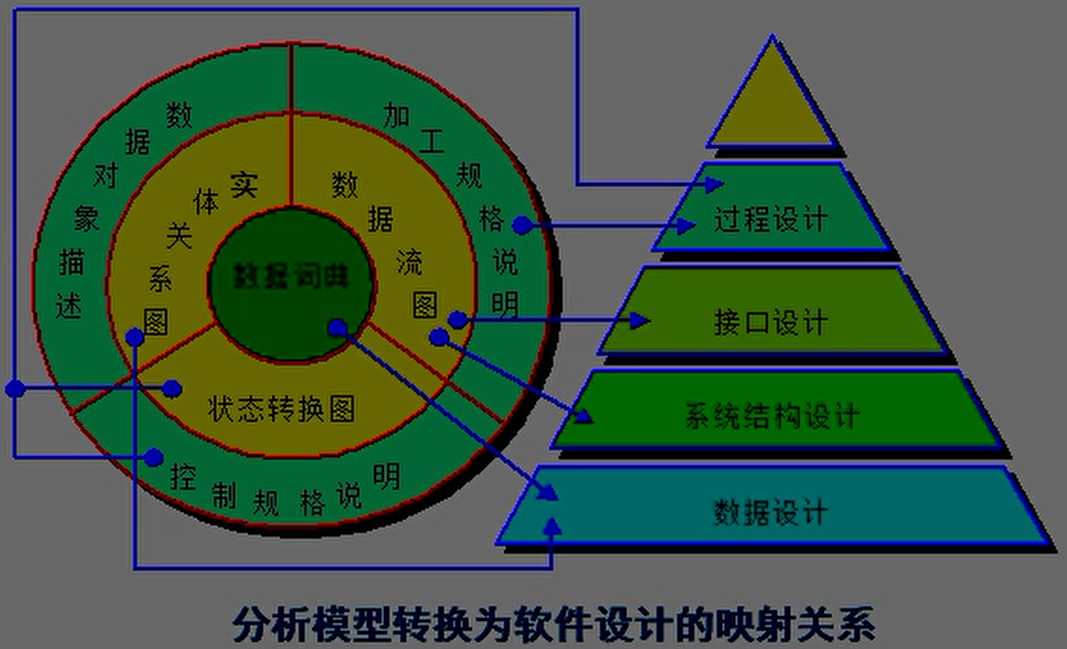 数据对象描述
加工规格说明
实体关系图
数据流图
数据词典
状态转换图
控制规格说明
过程设计
接口设计
系统结构设计
数据设计
分析模型转换为软件设计的映射关系